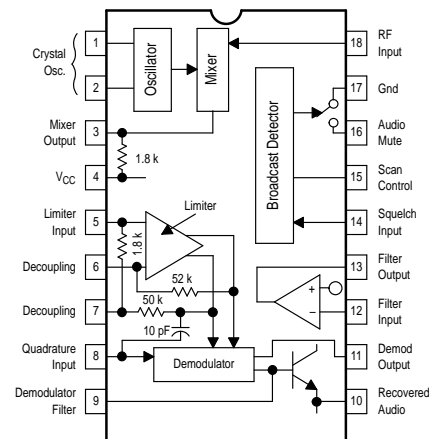 Crystal
Osc.
1
2
Oscillator
Mixer
18
RF
Input
17
Gnd
Mixer
Output
3
16
Audio
Mute
1.8 k
Broadcast Detector
VCC
4
15
Scan
Control
Limiter
Input
5
Limiter
14
Squelch
Input
1.8 k
Decoupling
6
13
Filter
Output
52 k
+
–
Decoupling
7
50 k
12
Filter
Input
10 pF
Quadrature
Input
8
Demodulator
11
Demod
Output
Demodulator
Filter
9
10
Recovered
Audio